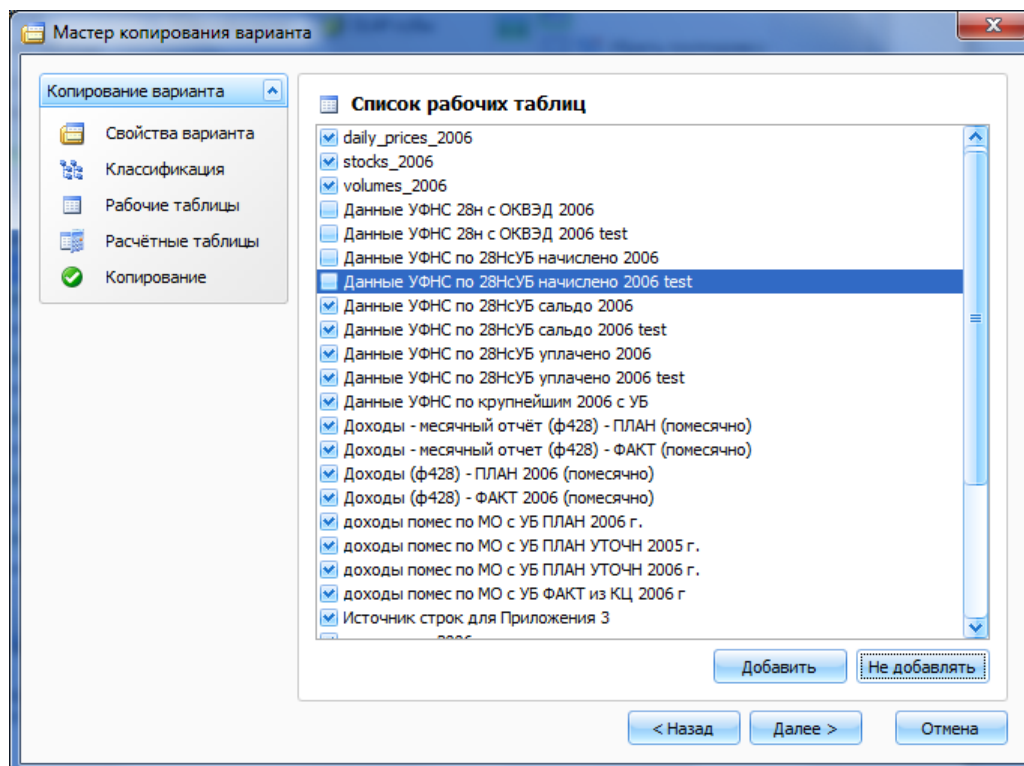 Мастер копирования варианта
Копирование варианта
Свойства варианта
Классификация
Рабочие таблицы
Расчётные таблицы
Копирование
Список рабочих таблиц
daily_prices_2006
stocks_2006
volumes_2006
Данные УФНС 28н с ОКВЭД 2006
Данные УФНС 28н с ОКВЭД 2006 test
Данные УФНС по 28НсУБ начислено 2006
Данные УФНС по 28НсУБ начислено 2006 test
Данные УФНС по 28НсУБ сальдо 2006
Данные УФНС по 28НсУБ сальдо 2006 test
Данные УФНС по 28НсУБ уплачено 2006
Данные УФНС по 28НсУБ уплачено 2006 test
Данные УФНС по крупнейшим 2006 с УБ
Доходы - месячный отчёт (ф428) - ПЛАН (помесячно)
Доходы - месячный отчет (ф428) - ФАКТ (помесячно)
Доходы (ф428) - ПЛАН 2006 (помесячно)
Доходы (ф428) - ФАКТ 2006 (помесячно)
доходы помес по МО с УБ ПЛАН 2006 г.
доходы помес по МО с УБ ПЛАН УТОЧН 2005 г.
доходы помес по МО с УБ ПЛАН УТОЧН 2006 г.
доходы помес по МО с УБ ФАКТ из КЦ 2006 г
Источник строк для Приложения 3
Добавить
Не добавлять
< Назад
Далее >
Отмена